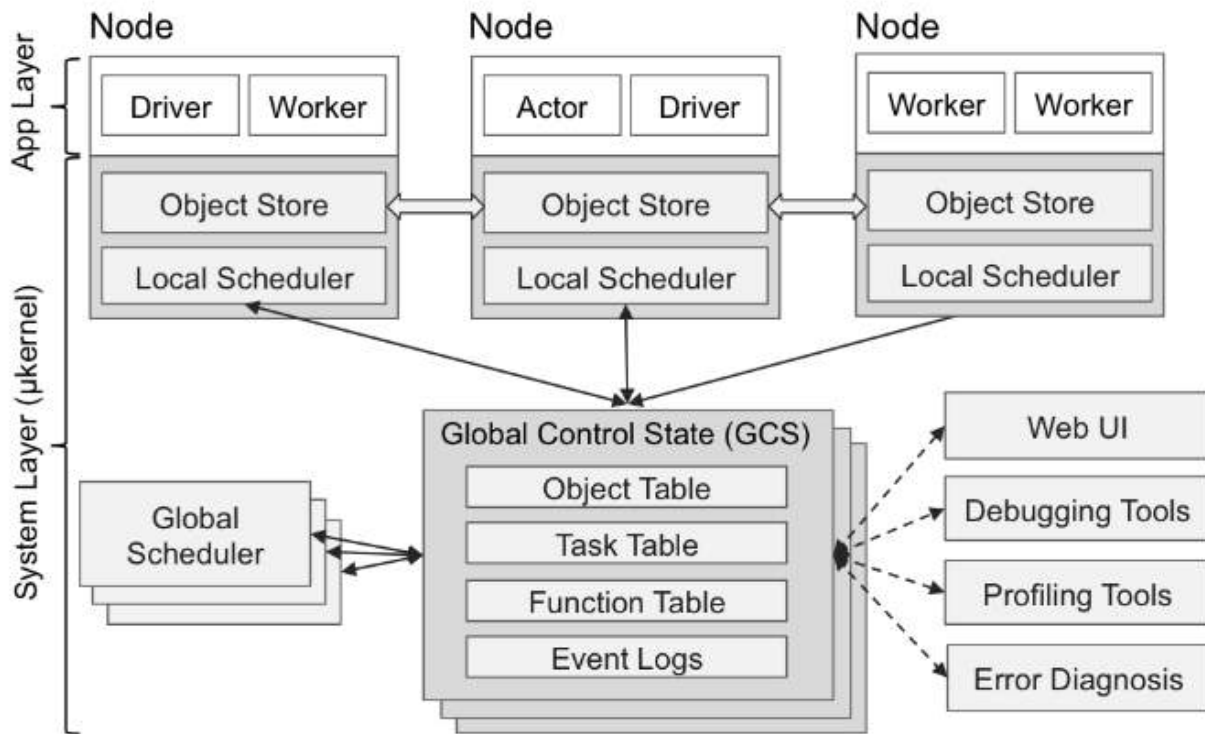 Node
Node
Node
App Layer
Driver
Worker
Actor
Driver
Worker
Worker
Object Store
Object Store
Object Store
Local Scheduler
Local Scheduler
Local Scheduler
System Layer (μkernel)
Global Control State (GCS)
Object Table
Task Table
Function Table
Event Logs
Global
Scheduler
Web UI
Debugging Tools
Profiling Tools
Error Diagnosis